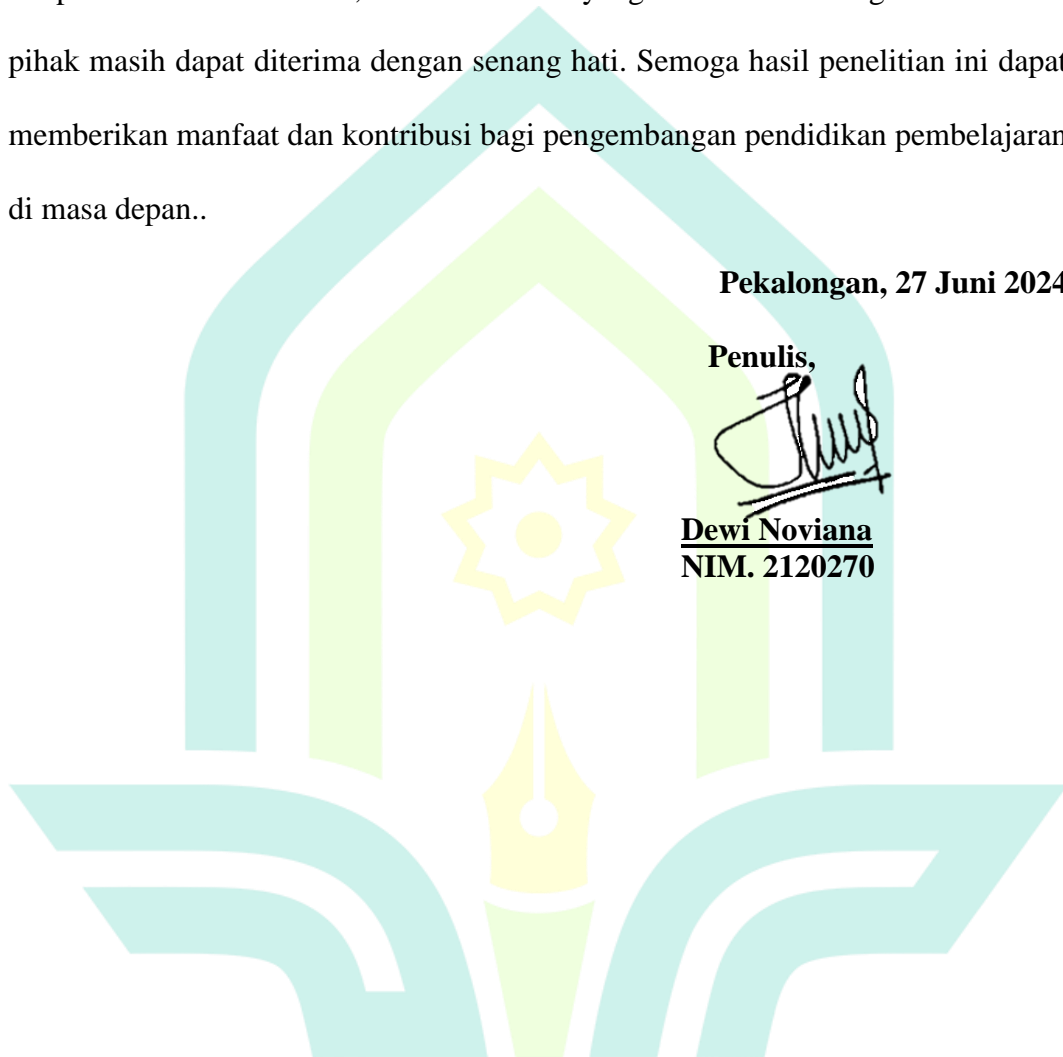 pihak masih dapat diterima dengan senang hati. Semoga hasil penelitian ini dapat
memberikan manfaat dan kontribusi bagi pengembangan pendidikan pembelajaran
di masa depan..
Pekalongan, 27 Juni 2024
Penulis,
Dewi Noviana
NIM. 2120270